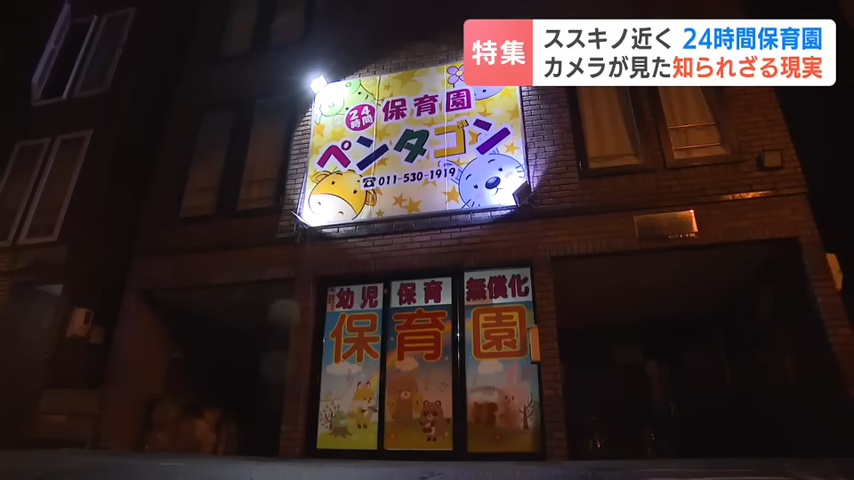 特集
ススキノ近く 24時間保育園
カメラが見た知られざる現実
24時間
保育園
ペンタゴン
☎011-530-1919
幼児 保育 無償化
保育園